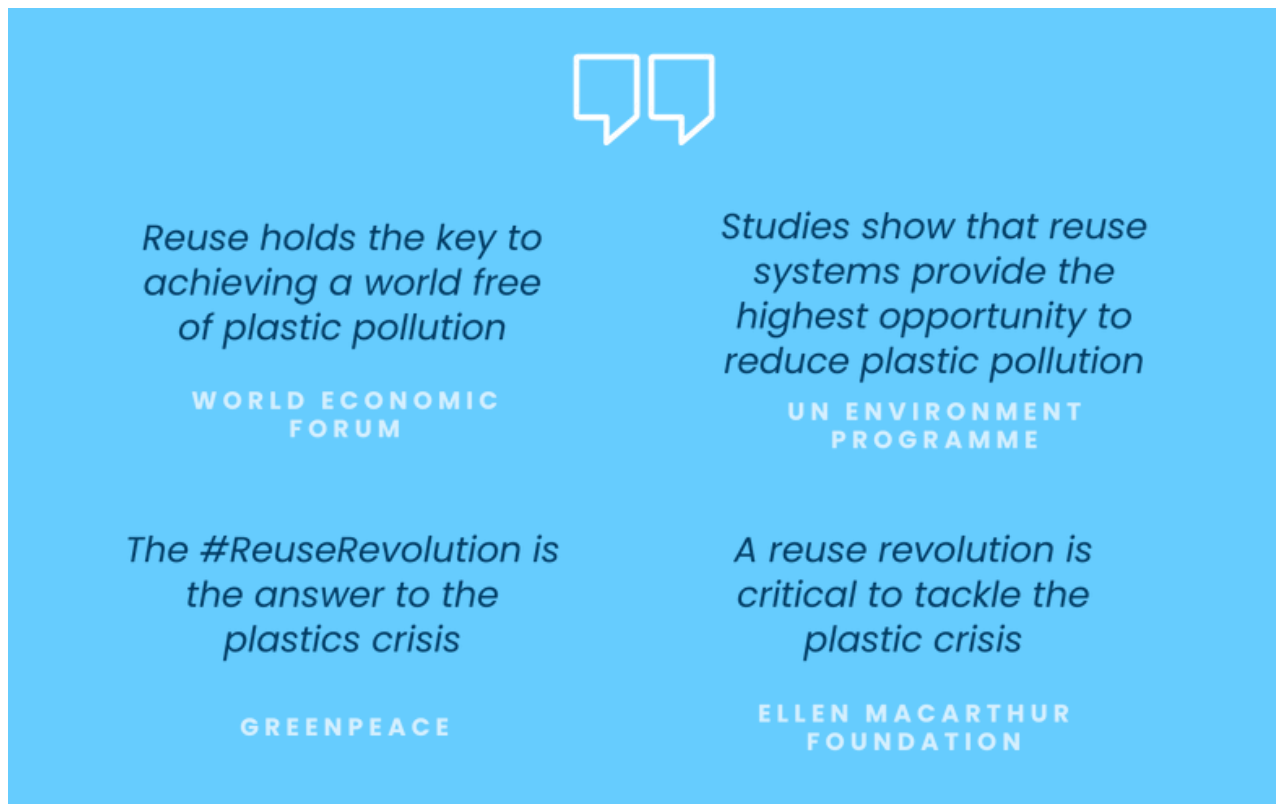 Reuse holds the key to
achieving a world free
of plastic pollution
WORLD ECONOMIC
FORUM
Studies show that reuse
systems provide the
highest opportunity to
reduce plastic pollution
UN ENVIRONMENT
PROGRAMME
The #ReuseRevolution is
the answer to the
plastics crisis
GREENPEACE
A reuse revolution is
critical to tackle the
plastic crisis
ELLEN MACARTHUR
FOUNDATION